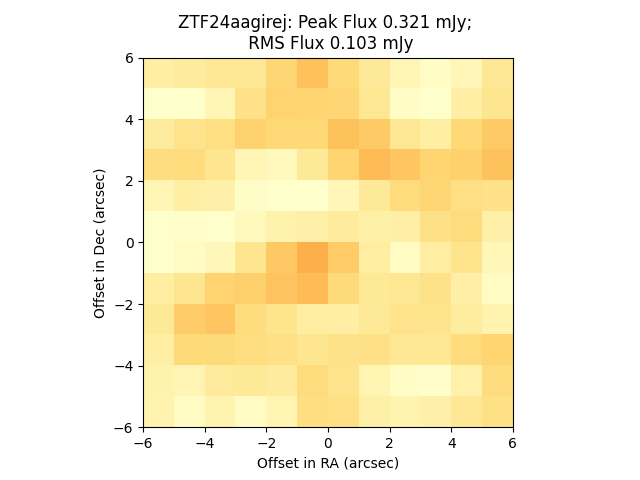 ZTF24aagirej: Peak Flux 0.321 mJy;
RMS Flux 0.103 mJy
6
4
2
0
−2
−4
−6
Offset in Dec (arcsec)
−6 −4 −2 0 2 4 6
Offset in RA (arcsec)